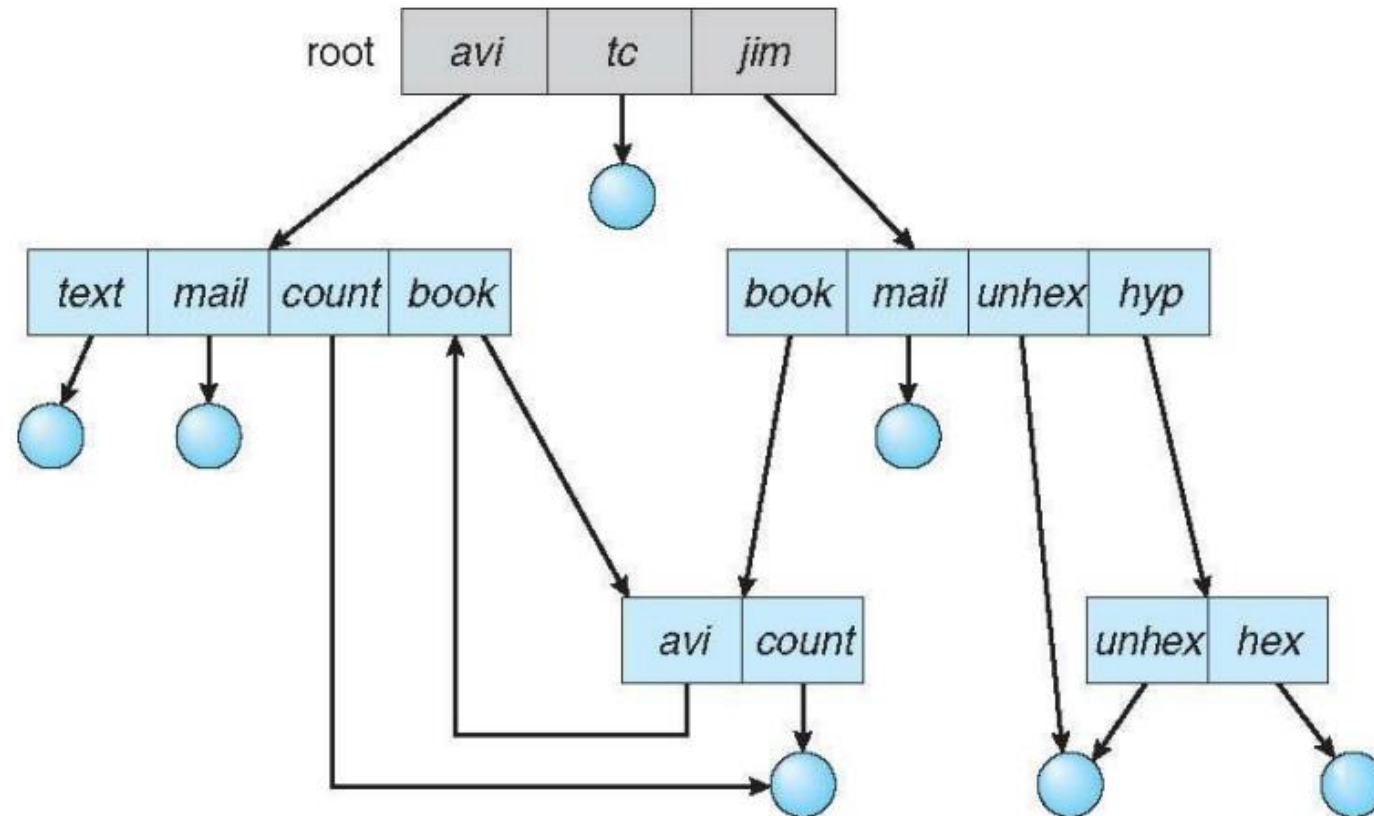 root avi tc jim
text mail count book book mail unhex hyp
avi count unhex hex